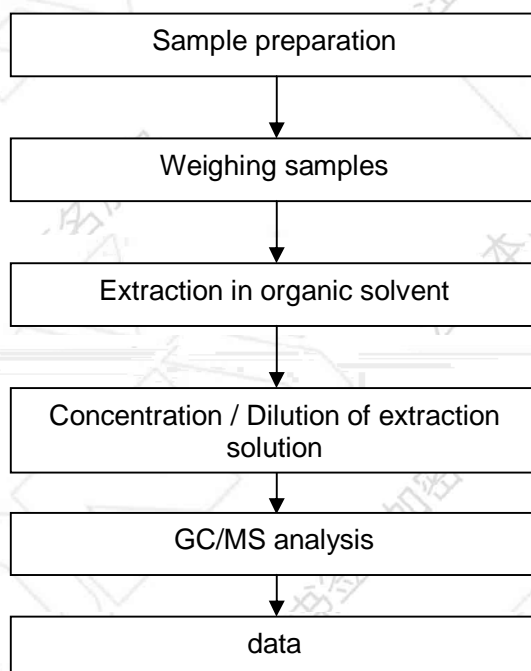 Sample preparation
Weighing samples
Extraction in organic solvent
Concentration / Dilution of extraction
solution
GC/MS analysis
data